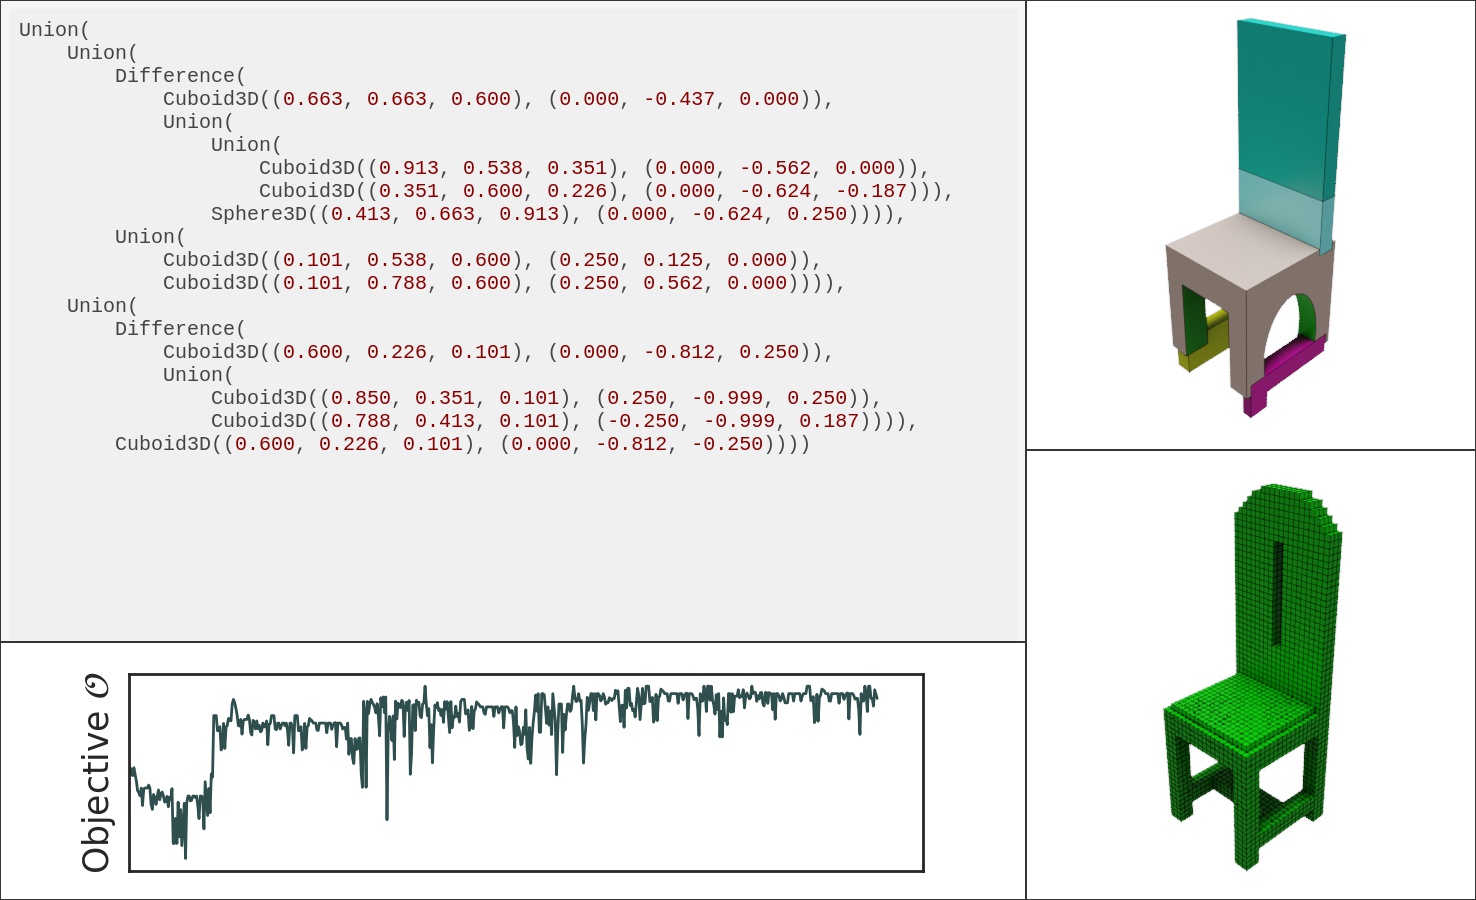 Union(
    Union(
        Difference(
            Cuboid3D((0.663, 0.663, 0.600), (0.000, -0.437, 0.000)),
            Union(
                Union(
                    Cuboid3D((0.913, 0.538, 0.351), (0.000, -0.562, 0.000)),
                    Cuboid3D((0.351, 0.600, 0.226), (0.000, -0.624, -0.187))),
                Sphere3D((0.413, 0.663, 0.913), (0.000, -0.624, 0.250)))),
        Union(
            Cuboid3D((0.101, 0.538, 0.600), (0.250, 0.125, 0.000)),
            Cuboid3D((0.101, 0.788, 0.600), (0.250, 0.562, 0.000)))),
    Union(
        Difference(
            Cuboid3D((0.600, 0.226, 0.101), (0.000, -0.812, 0.250)),
            Union(
                Cuboid3D((0.850, 0.351, 0.101), (0.250, -0.999, 0.250)),
                Cuboid3D((0.788, 0.413, 0.101), (-0.250, -0.999, 0.187)))),
        Cuboid3D((0.600, 0.226, 0.101), (0.000, -0.812, -0.250))))
Objective 𝒪